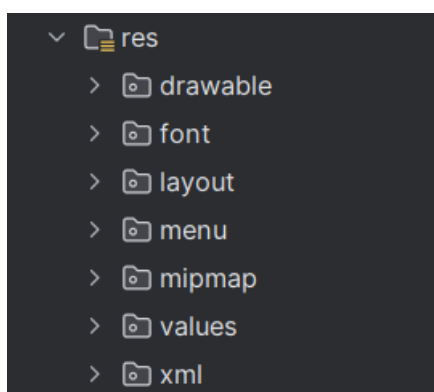 res
drawable
font
layout
menu
mipmap
values
xml